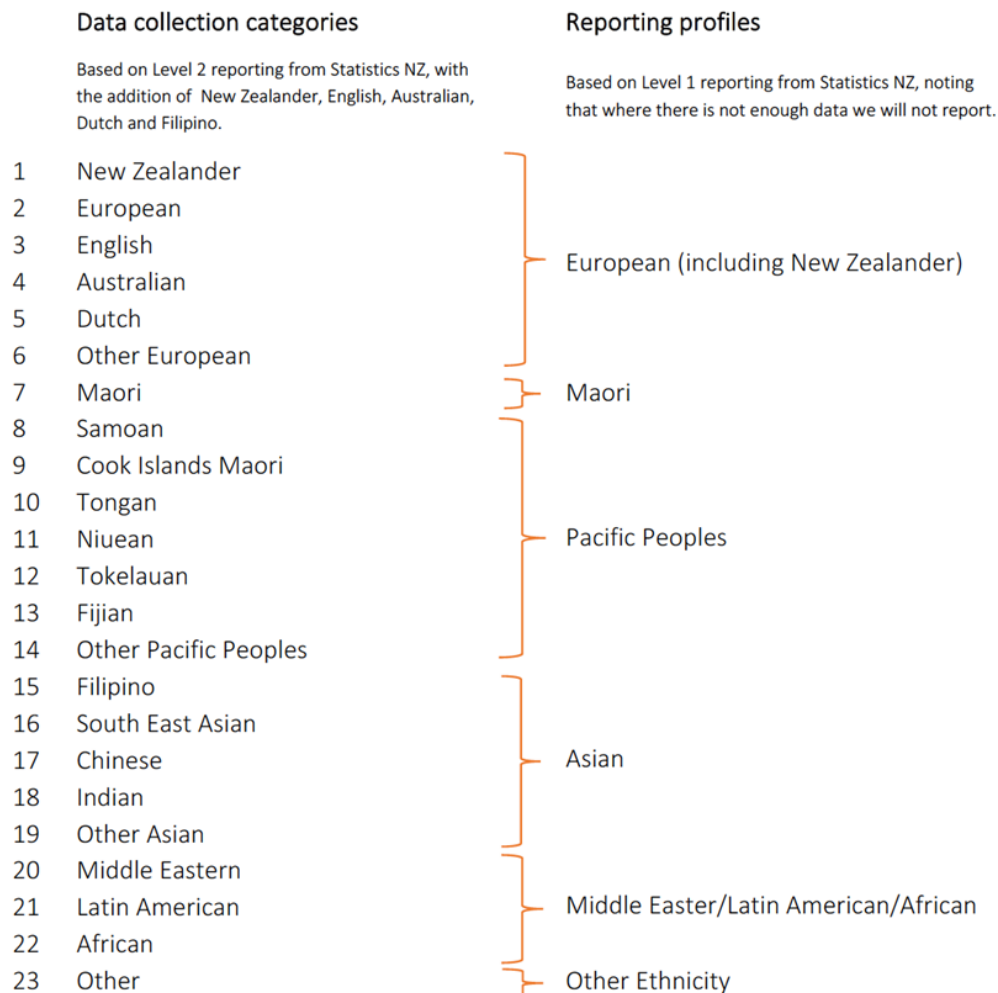 Data collection categories
Reporting profiles
Based on Level 2 reporting from Statistics NZ, with
the addition of New Zealander, English, Australian,
Dutch and Filipino.
Based on Level 1 reporting from Statistics NZ, noting
that where there is not enough data we will not report.
1 New Zealander
2 European
3 English
4 Australian
5 Dutch
6 Other European
European (including New Zealander)
7 Maori
Maori
8 Samoan
9 Cook Islands Maori
10 Tongan
11 Niuean
12 Tokelauan
13 Fijian
14 Other Pacific Peoples
Pacific Peoples
15 Filipino
16 South East Asian
17 Chinese
18 Indian
19 Other Asian
Asian
20 Middle Eastern
21 Latin American
22 African
Middle Easter/Latin American/African
23 Other
Other Ethnicity